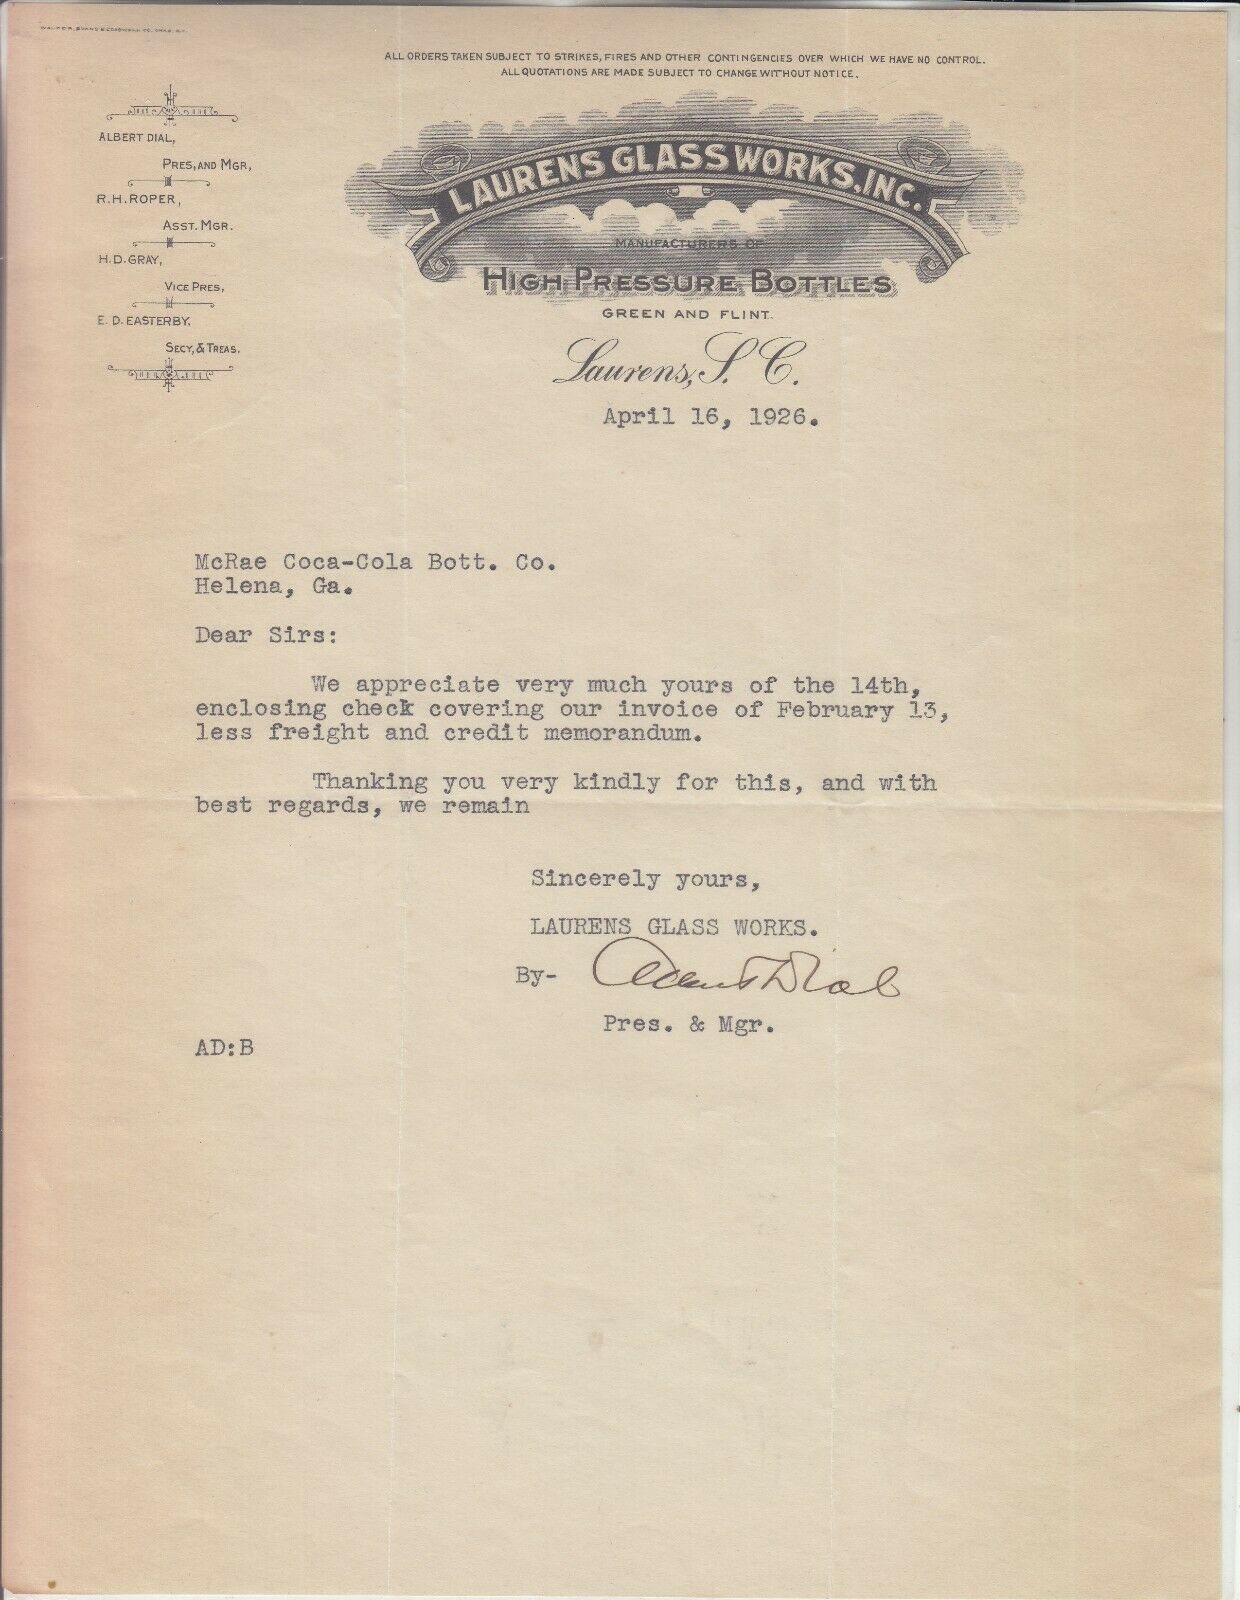 ALL ORDERS TAKEN SUBJECT TO STRIKES, FIRES AND OTHER CONTINGENCIES OVER WHICH WE HAVE NO CONTROL.
ALL QUOTATIONS ARE MADE SUBJECT TO CHANGE WITHOUT NOTICE.
ALBERT DIAL,
PRES, AND MGR,
R. H. ROPER,
ASST. MGR.
H. D. GRAY,
VICE PRES,
E. D. EASTERBY,
SECY, & TREAS.
LAURENS GLASS WORKS, INC.
MANUFACTURERS OF
HIGH PRESSURE BOTTLES
GREEN AND FLINT.
Laurens, S. C.
April 16, 1926.
McRae Coca-Cola Bott. Co.
Helena, Ga.
Dear Sirs:
We appreciate very much yours of the 14th,
enclosing check covering our invoice of February 13,
less freight and credit memorandum.
Thanking you very kindly for this, and with
best regards, we remain
Sincerely yours,
LAURENS GLASS WORKS.
By- Albert Dial
Pres. & Mgr.
AD:B